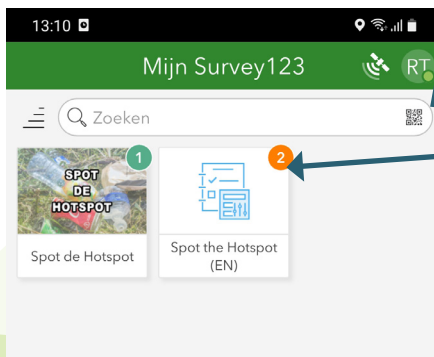 13:10
Mijn Survey123
RT
Zoeken
1
2
SPOT
DE
HOTSPOT
Spot de Hotspot
Spot the Hotspot
(EN)